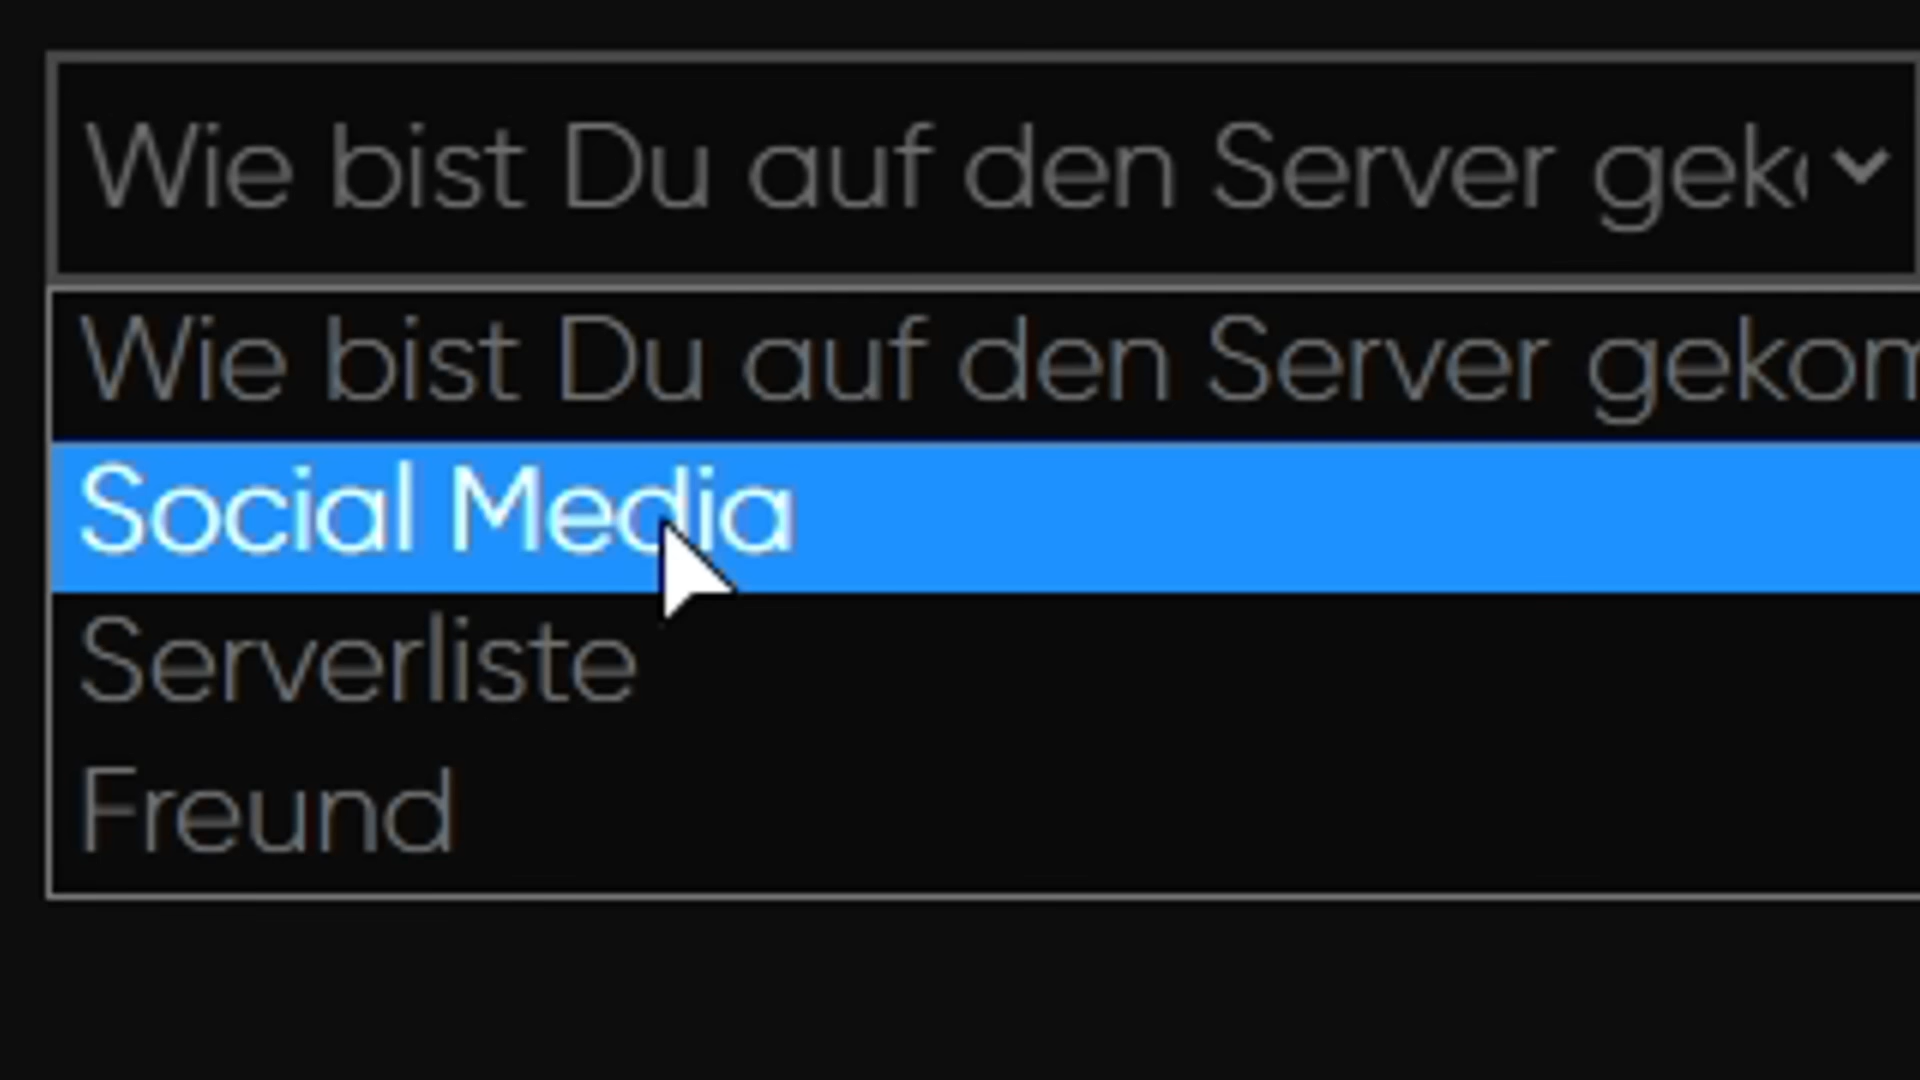 Wie bist Du auf den Server gek
Wie bist Du auf den Server gekom
Social Media
Serverliste
Freund